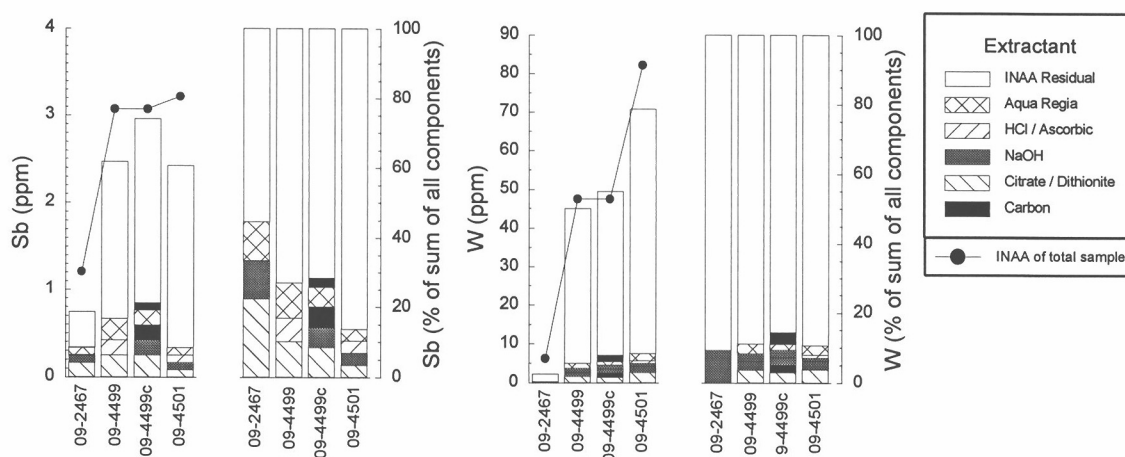 4
3
2
1
0
Sb (ppm)
09-2467
09-4499
09-4499c
09-4501
100
80
60
40
20
0
Sb (% of sum of all components)
09-2467
09-4499
09-4499c
09-4501
90
80
70
60
50
40
30
20
10
0
W (ppm)
09-2467
09-4499
09-4499c
09-4501
100
80
60
40
20
0
W (% of sum of all components)
09-2467
09-4499
9-4499c
09-4501
Extractant
INAA Residual
Aqua Regia
HCl / Ascorbic
NaOH
Citrate / Dithionite
Carbon
INAA of total sample